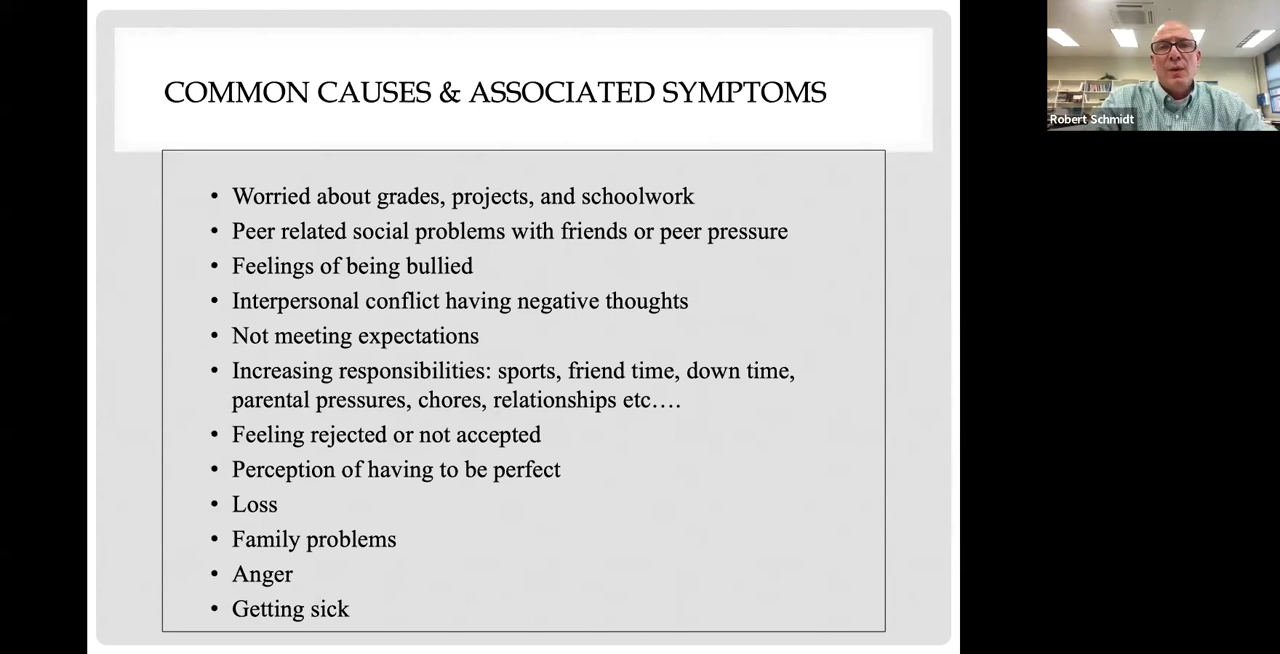 COMMON CAUSES & ASSOCIATED SYMPTOMS
• Worried about grades, projects, and schoolwork
• Peer related social problems with friends or peer pressure
• Feelings of being bullied
• Interpersonal conflict having negative thoughts
• Not meeting expectations
• Increasing responsibilities: sports, friend time, down time,
parental pressures, chores, relationships etc….
• Feeling rejected or not accepted
• Perception of having to be perfect
• Loss
• Family problems
• Anger
• Getting sick
Robert Schmidt